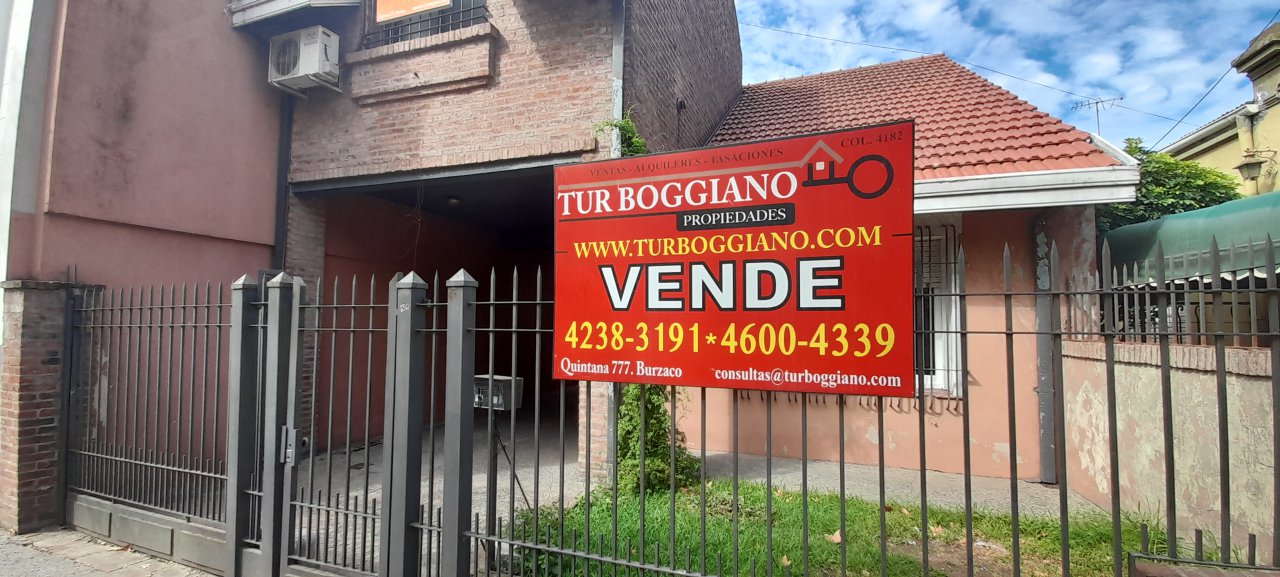 VENTAS - ALQUILERES - TASACIONES
COL. 4182
TUR BOGGIANO
PROPIEDADES
WWW.TURBOGGIANO.COM
VENDE
4238-3191*4600-4339
Quintana 777. Burzaco
consultas@turboggiano.com